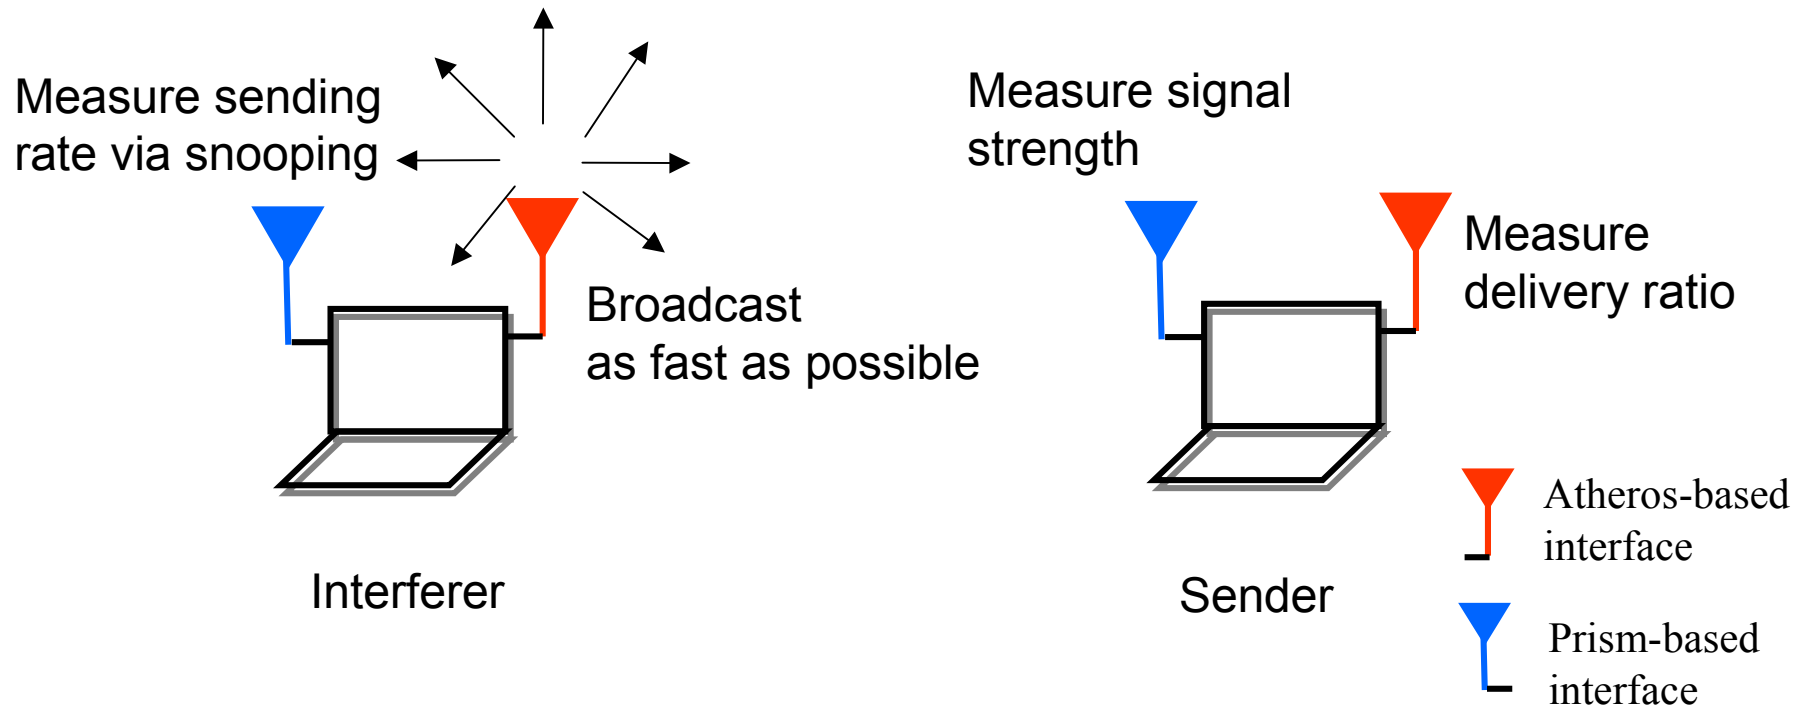 Measure sending
rate via snooping
Broadcast
as fast as possible
Interferer
Measure signal
strength
Measure
delivery ratio
Sender
Atheros-based
interface
Prism-based
interface